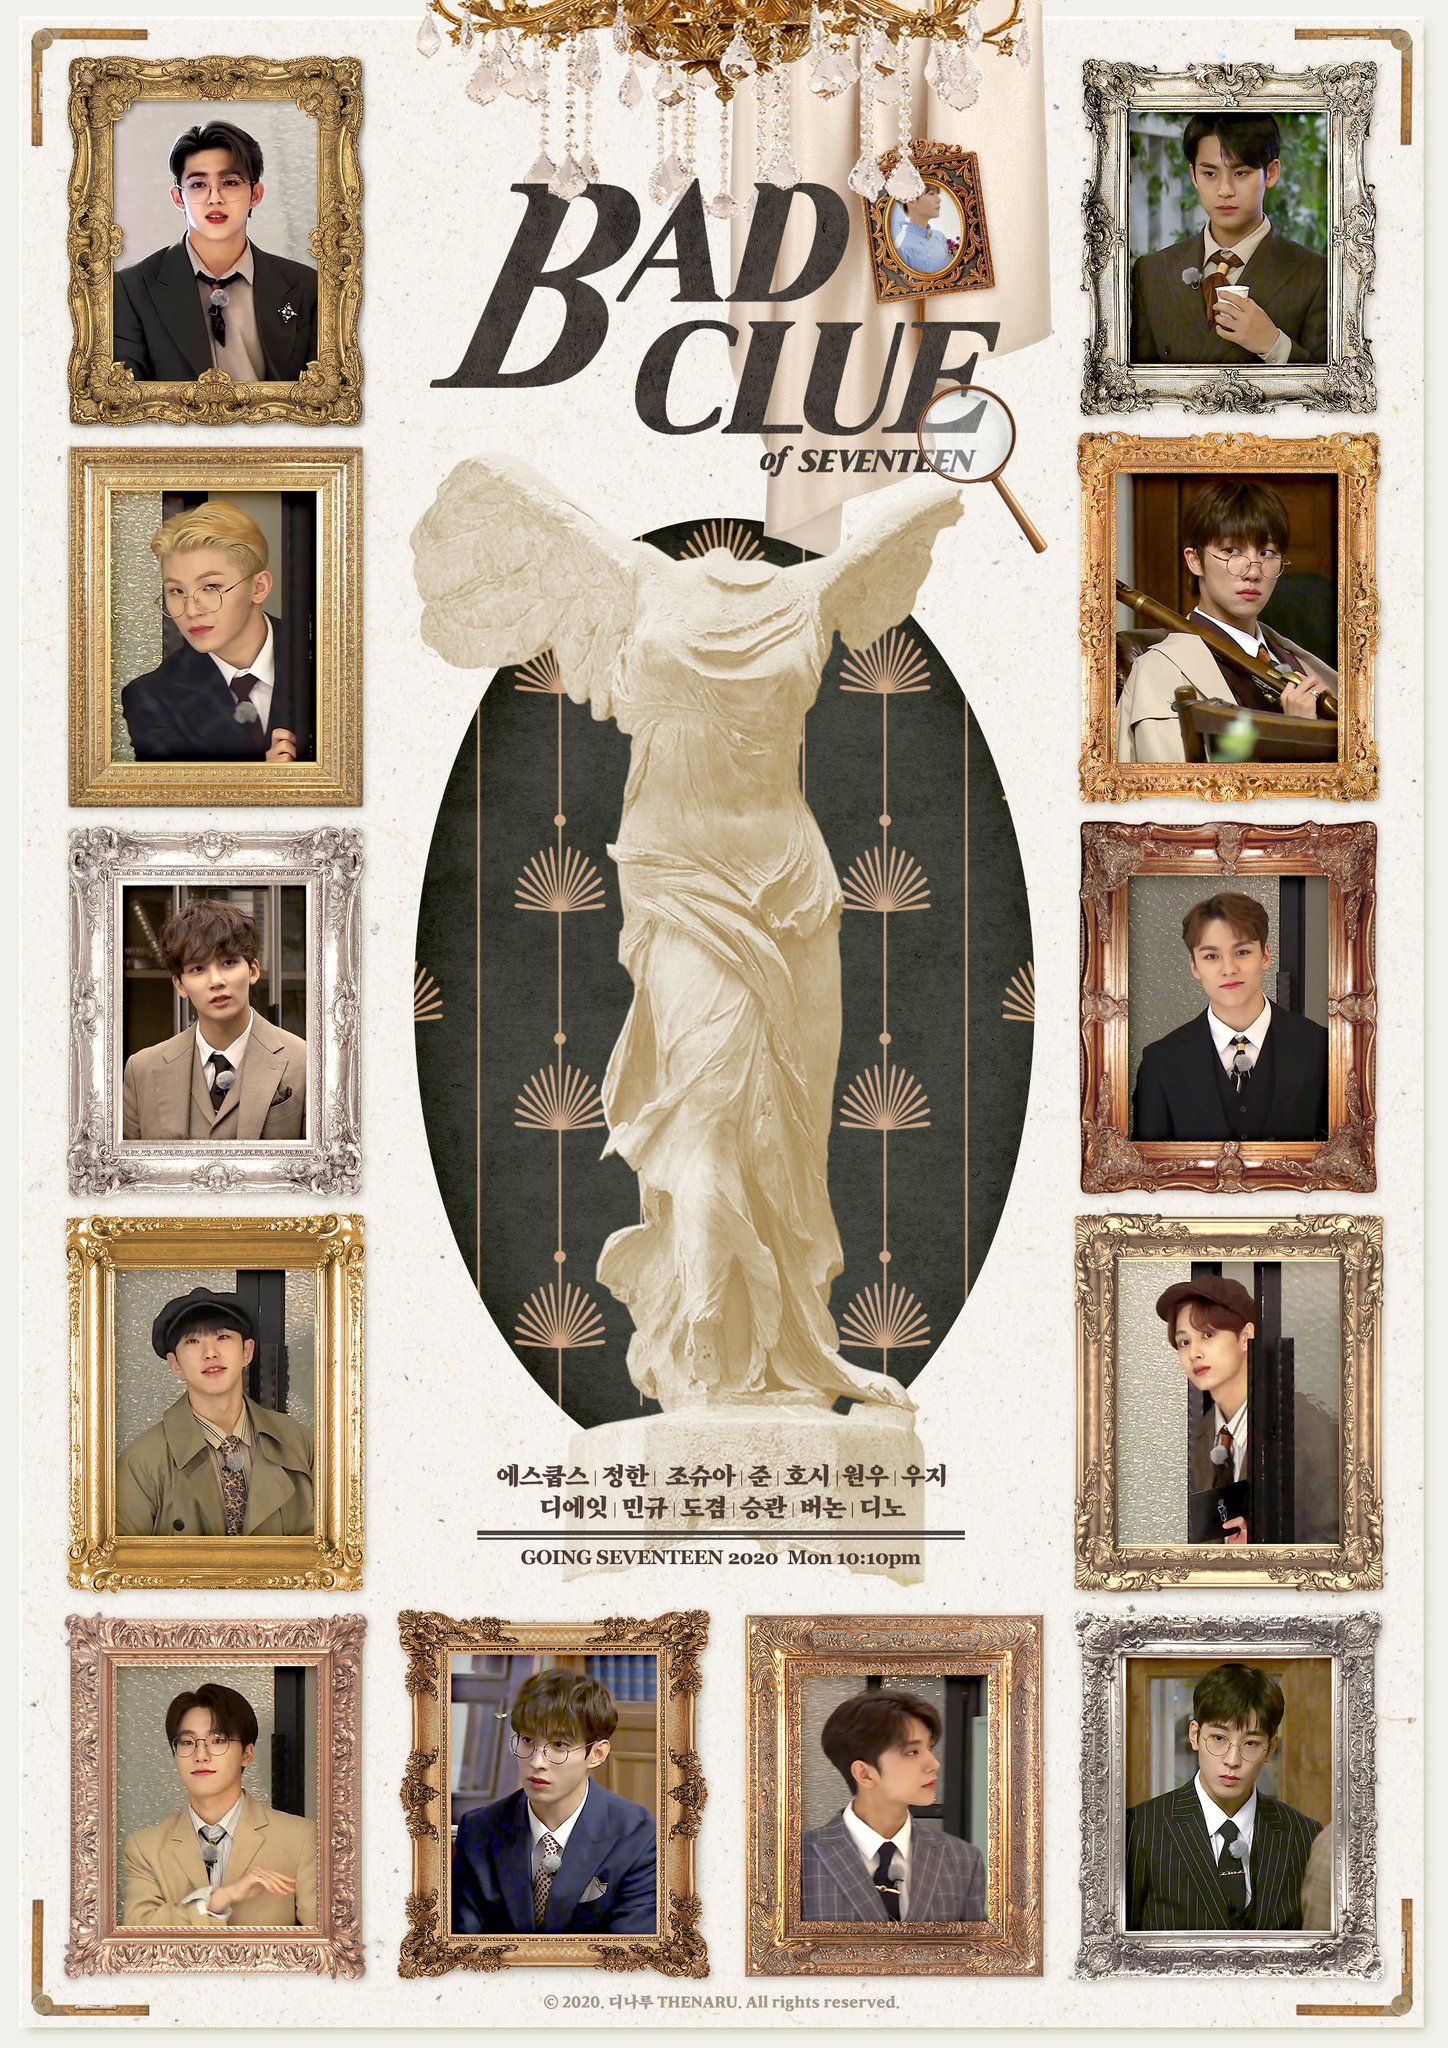 BAD
CLUE
of SEVENTEEN
에스쿱스 | 정한 | 조슈아 | 준 | 호시 | 원우 | 우지
디에잇 | 민규 | 도겸 | 승관 | 버논 | 디노
GOING SEVENTEEN 2020 Mon 10:10pm
© 2020. 디나루 THENARU. All rights reserved.